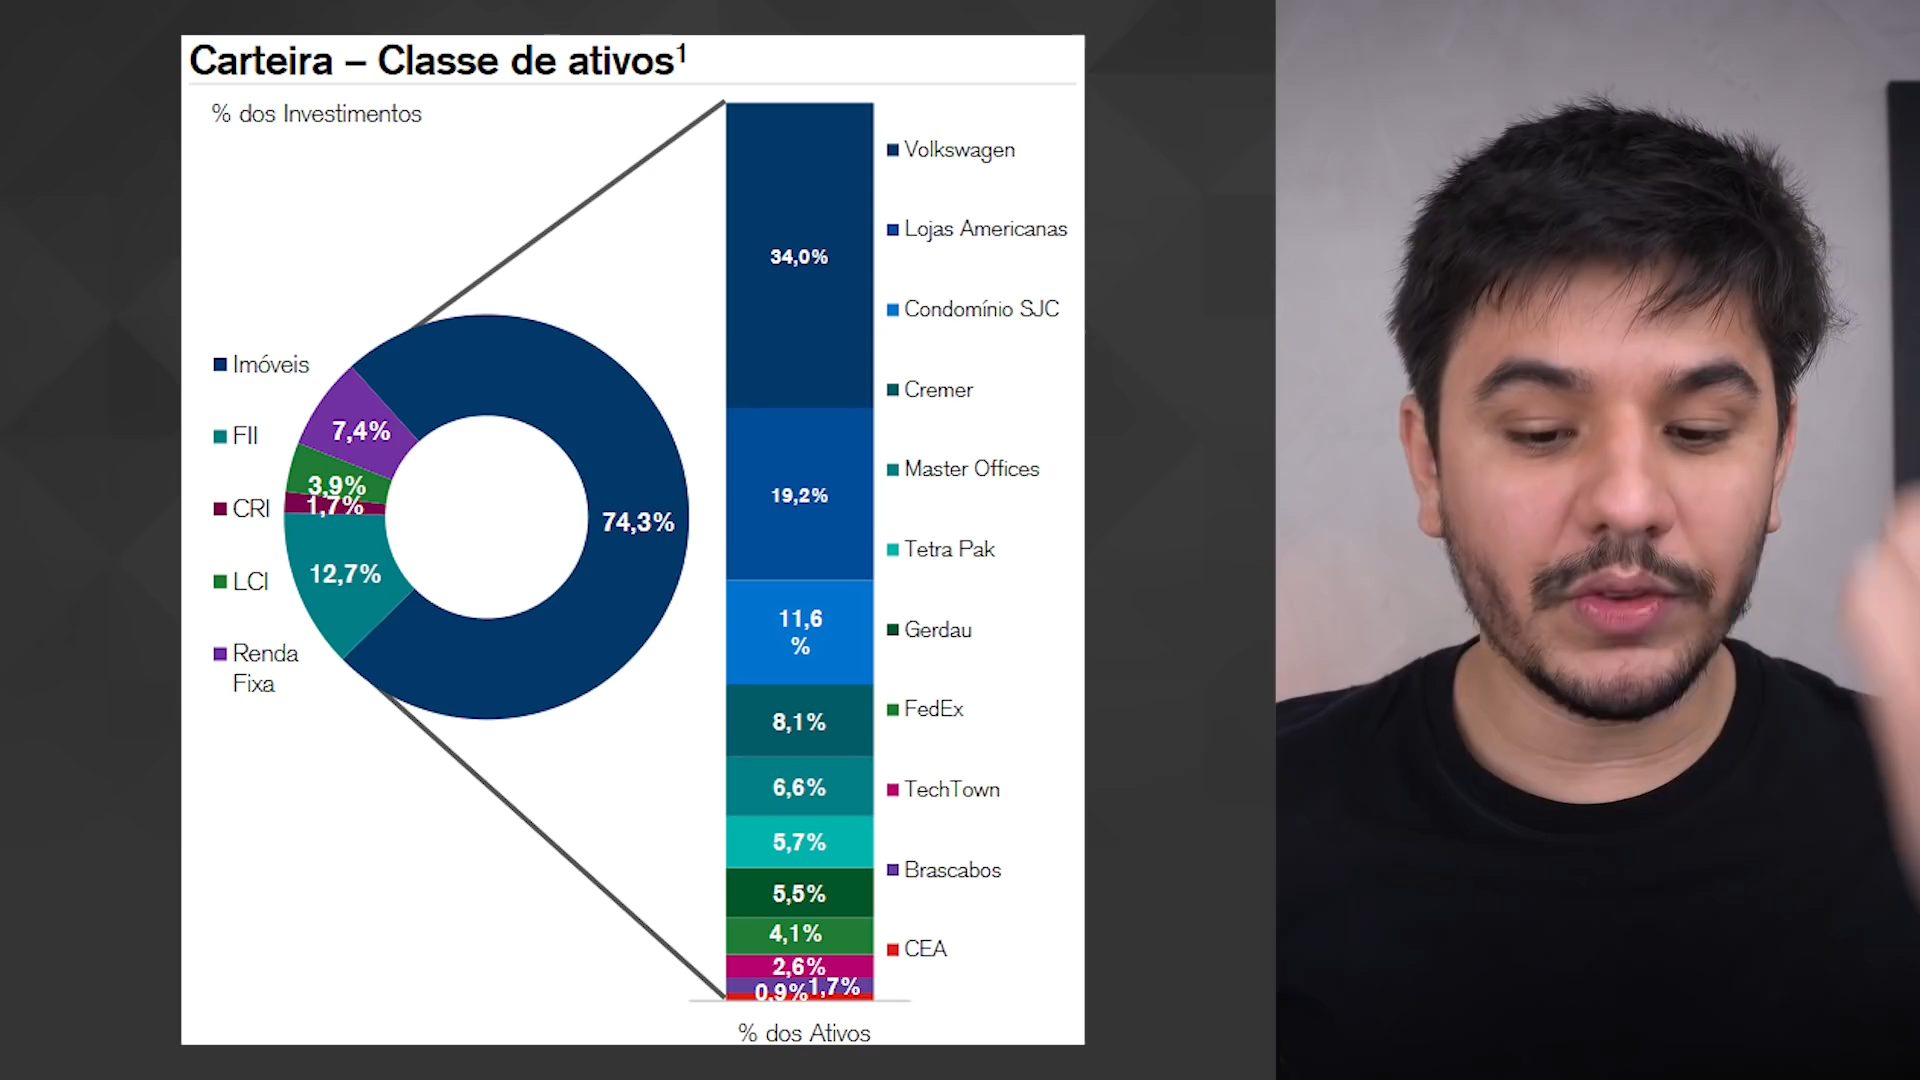 Carteira – Classe de ativos¹
% dos Investimentos
Imóveis
FII
CRI
LCI
Renda
Fixa
7,4%
3,9%
1,7%
12,7%
74,3%
34,0%
19,2%
11,6
%
8,1%
6,6%
5,7%
5,5%
4,1%
2,6%
1,7%
0,9%
% dos Ativos
Volkswagen
Lojas Americanas
Condomínio SJC
Cremer
Master Offices
Tetra Pak
Gerdau
FedEx
TechTown
Brascabos
CEA